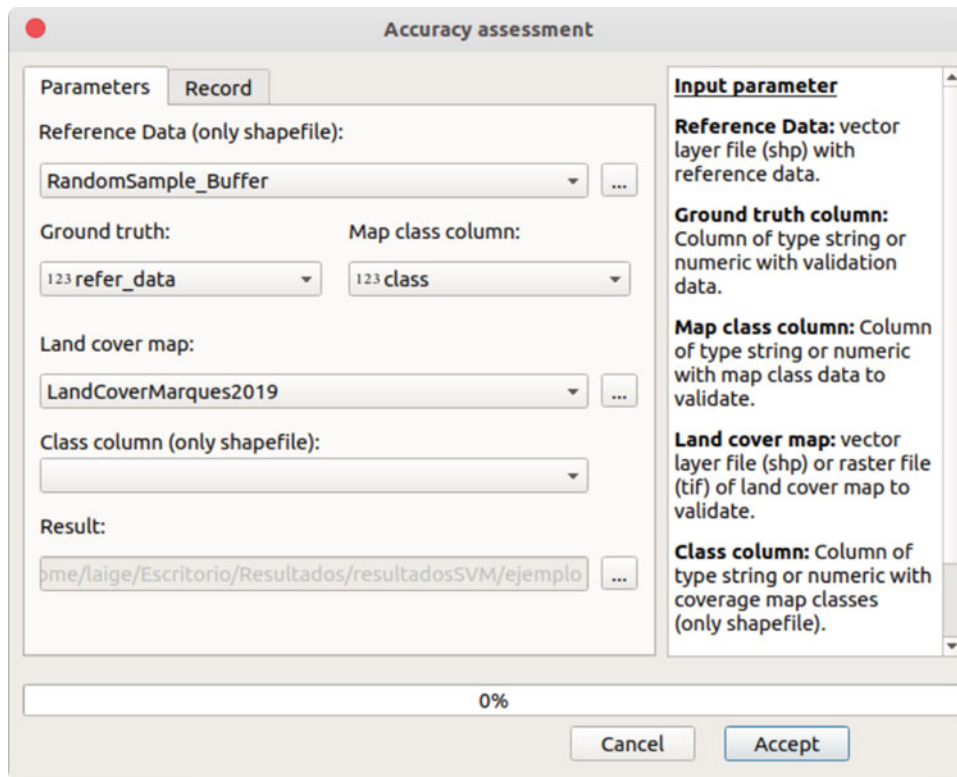 Accuracy assessment
Parameters
Record
Reference Data (only shapefile):
RandomSample_Buffer
...
Ground truth:
Map class column:
123 refer_data
123 class
Land cover map:
LandCoverMarques2019
...
Class column (only shapefile):
Result:
ome/laige/Escritorio/Resultados/resultadosSVM/ejemplo
...
Input parameter
Reference Data: vector
layer file (shp) with
reference data.
Ground truth column:
Column of type string or
numeric with validation
data.
Map class column: Column
of type string or numeric
with map class data to
validate.
Land cover map: vector
layer file (shp) or raster file
(tif) of land cover map to
validate.
Class column: Column of
type string or numeric with
coverage map classes
(only shapefile).
0%
Cancel
Accept